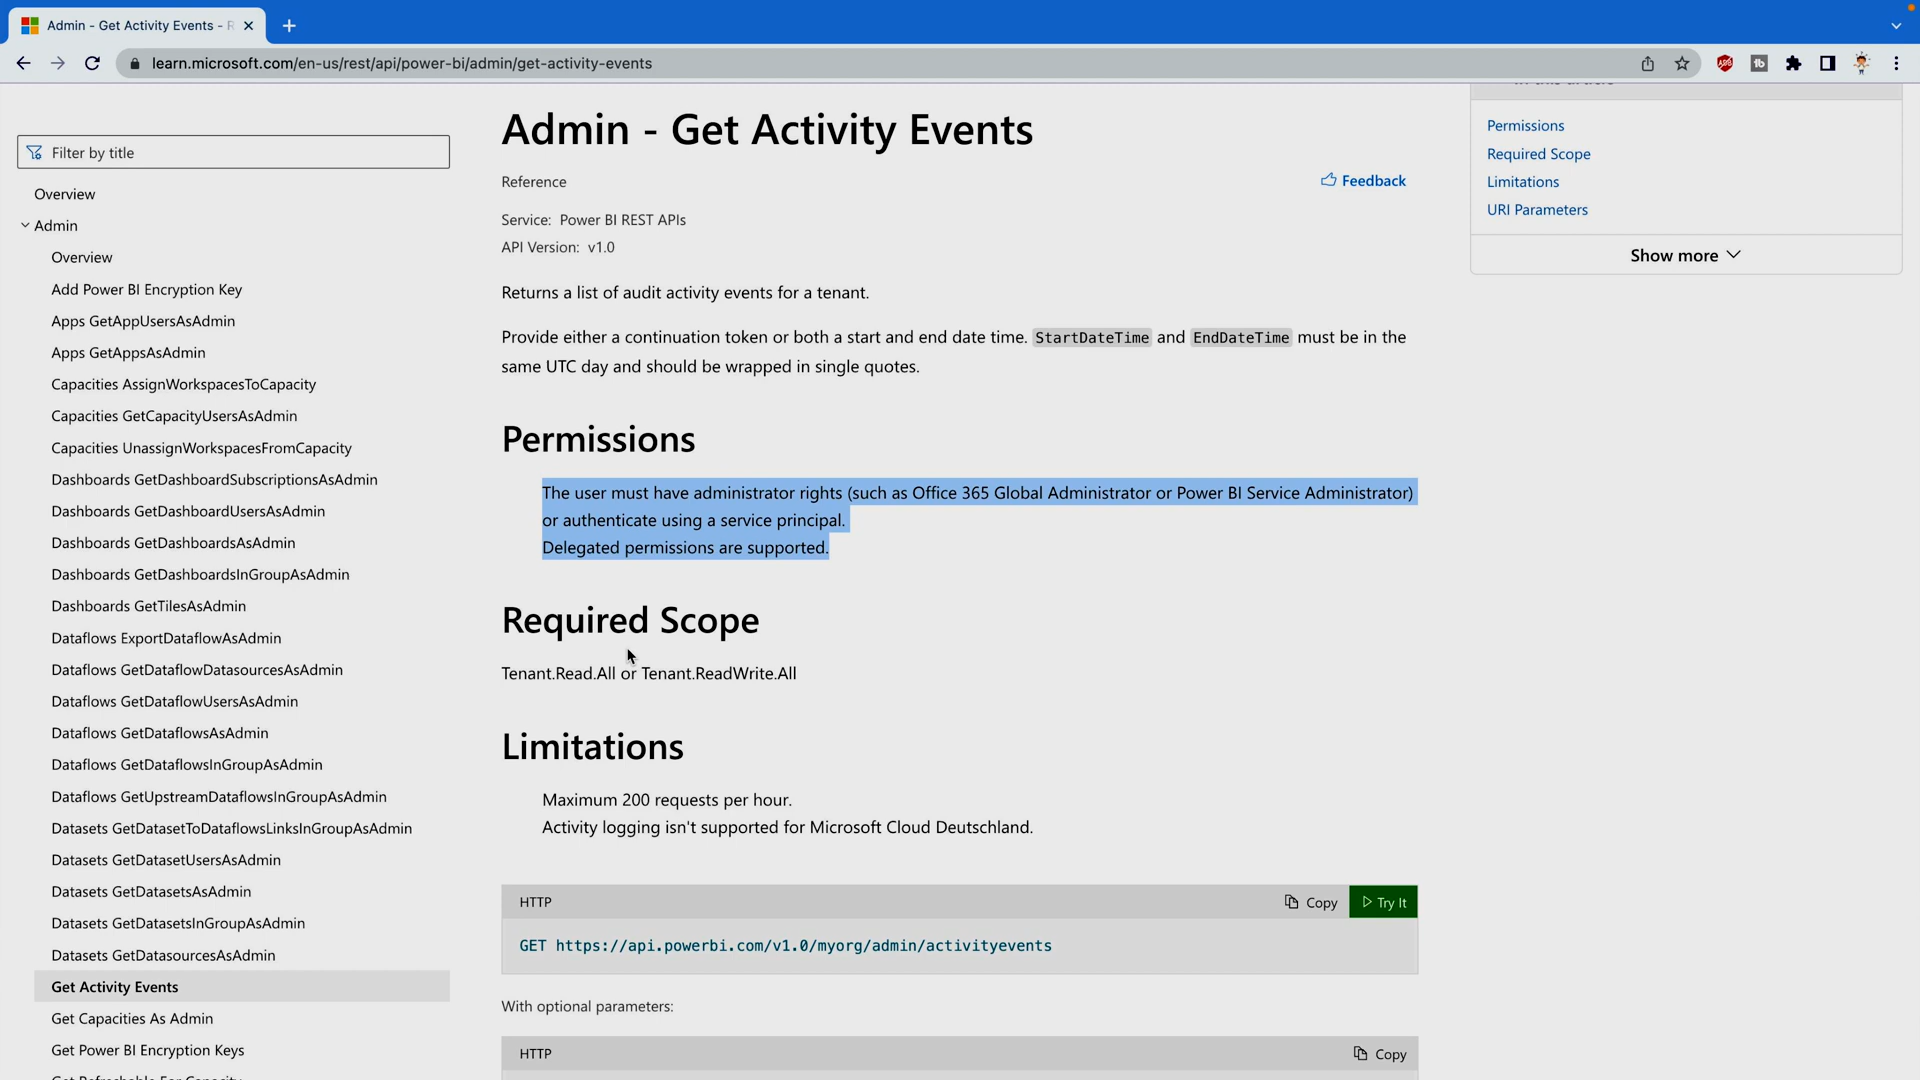 Admin - Get Activity Events - R
learn.microsoft.com/en-us/rest/api/power-bi/admin/get-activity-events
Filter by title
Overview
Admin
Overview
Add Power BI Encryption Key
Apps GetAppUsersAsAdmin
Apps GetAppsAsAdmin
Capacities AssignWorkspacesToCapacity
Capacities GetCapacityUsersAsAdmin
Capacities UnassignWorkspacesFromCapacity
Dashboards GetDashboardSubscriptionsAsAdmin
Dashboards GetDashboardUsersAsAdmin
Dashboards GetDashboardsAsAdmin
Dashboards GetDashboardsInGroupAsAdmin
Dashboards GetTilesAsAdmin
Dataflows ExportDataflowAsAdmin
Dataflows GetDataflowDatasourcesAsAdmin
Dataflows GetDataflowUsersAsAdmin
Dataflows GetDataflowsAsAdmin
Dataflows GetDataflowsInGroupAsAdmin
Dataflows GetUpstreamDataflowsInGroupAsAdmin
Datasets GetDatasetToDataflowsLinksInGroupAsAdmin
Datasets GetDatasetUsersAsAdmin
Datasets GetDatasetsAsAdmin
Datasets GetDatasetsInGroupAsAdmin
Datasets GetDatasourcesAsAdmin
Get Activity Events
Get Capacities As Admin
Get Power BI Encryption Keys
Admin - Get Activity Events
Reference
Feedback
Service: Power BI REST APIs
API Version: v1.0
Returns a list of audit activity events for a tenant.
Provide either a continuation token or both a start and end date time. StartDateTime and EndDateTime must be in the
same UTC day and should be wrapped in single quotes.
Permissions
The user must have administrator rights (such as Office 365 Global Administrator or Power BI Service Administrator)
or authenticate using a service principal.
Delegated permissions are supported.
Required Scope
Tenant.Read.All or Tenant.ReadWrite.All
Limitations
Maximum 200 requests per hour.
Activity logging isn't supported for Microsoft Cloud Deutschland.
HTTP
Copy
Try It
GET https://api.powerbi.com/v1.0/myorg/admin/activityevents
With optional parameters:
HTTP
Copy
Permissions
Required Scope
Limitations
URI Parameters
Show more